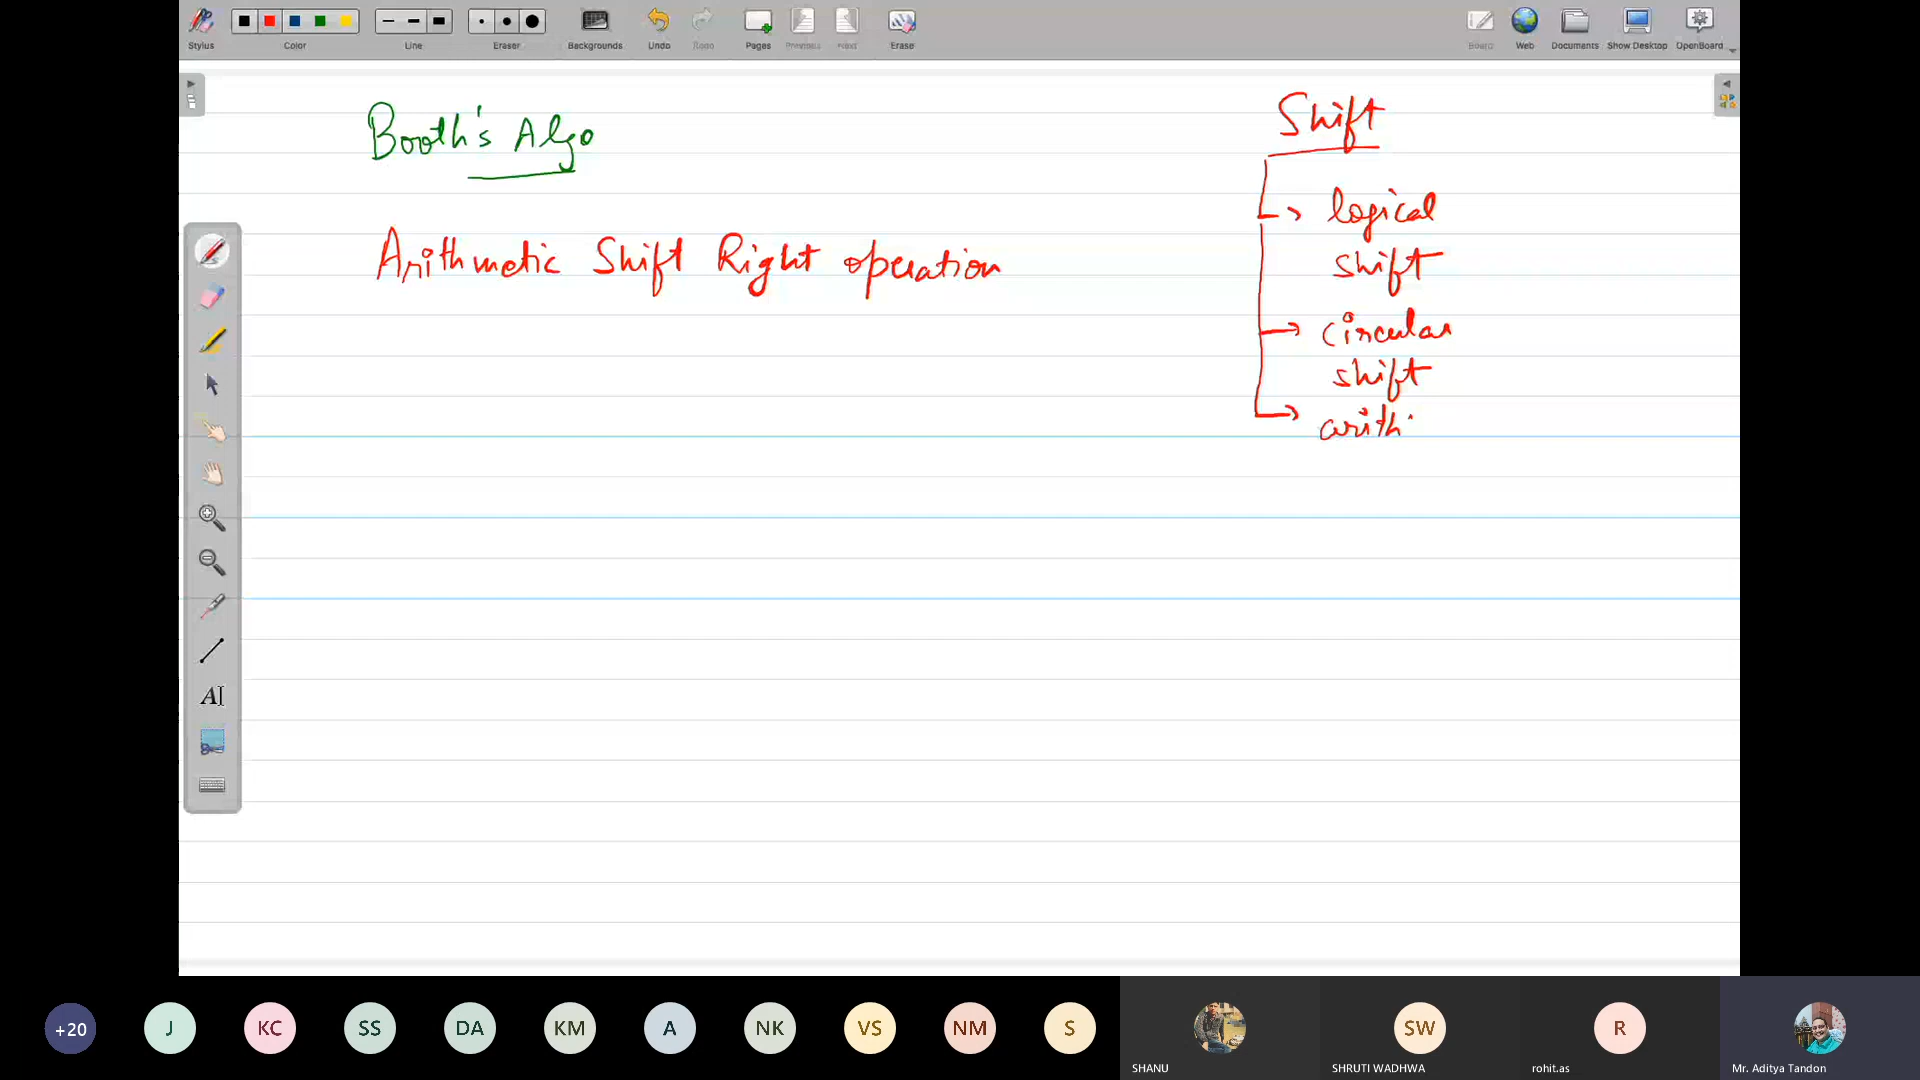 Stylus
Color
Line
Eraser
Backgrounds
Undo
Redo
Pages
Previous
Next
Erase
Board
Web
Documents
Show Desktop
OpenBoard
Booth's Algo
Arithmetic Shift Right operation
Shift
logical
shift
circular
shift
arith
+20
J
KC
SS
DA
KM
A
NK
VS
NM
S
SW
R
SHANU
SHRUTI WADHWA
rohit.as
Mr. Aditya Tandon